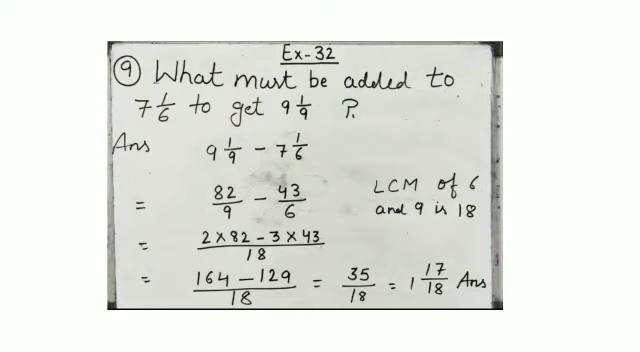 Ex-32
⑨ What must be added to
7 1/6 to get 9 1/9 ?
Ans 9 1/9 - 7 1/6
= 82/9 - 43/6 LCM of 6
and 9 is 18
= (2×82-3×43)/18
= (164-129)/18 = 35/18 = 1 17/18 Ans